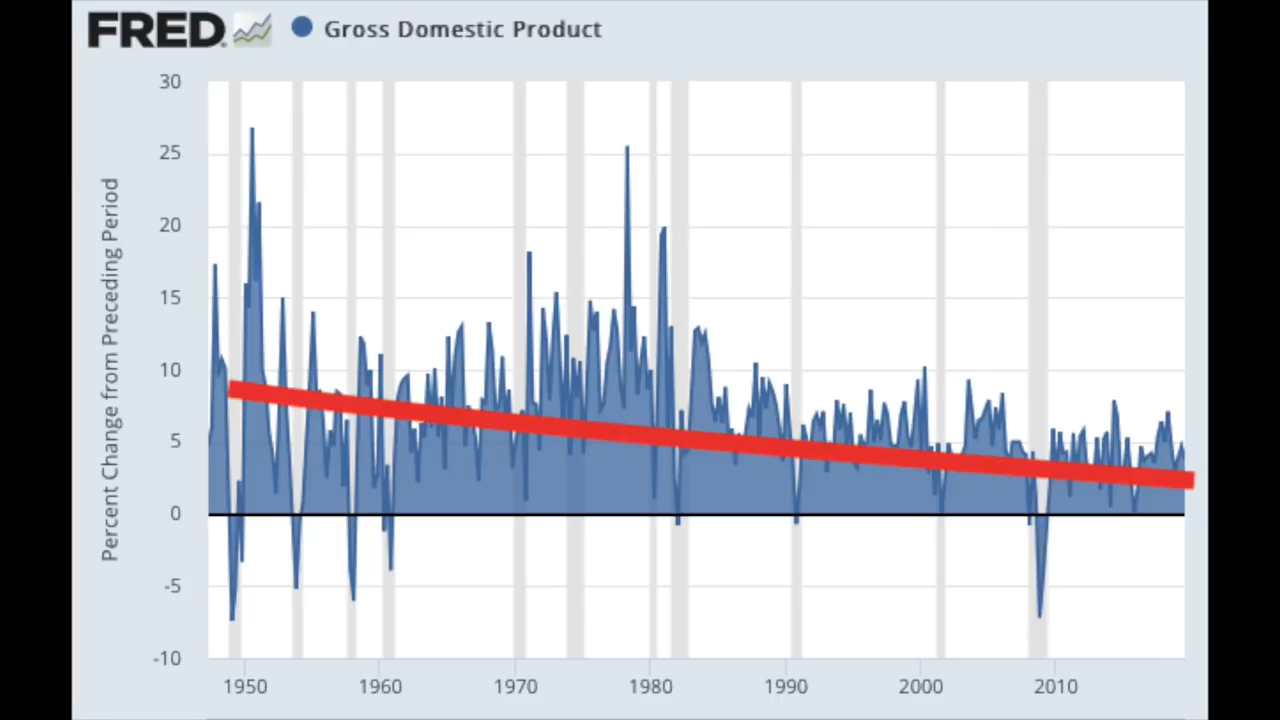 FRED
Gross Domestic Product
Percent Change from Preceding Period
30
25
20
15
10
5
0
-5
-10
1950 1960 1970 1980 1990 2000 2010